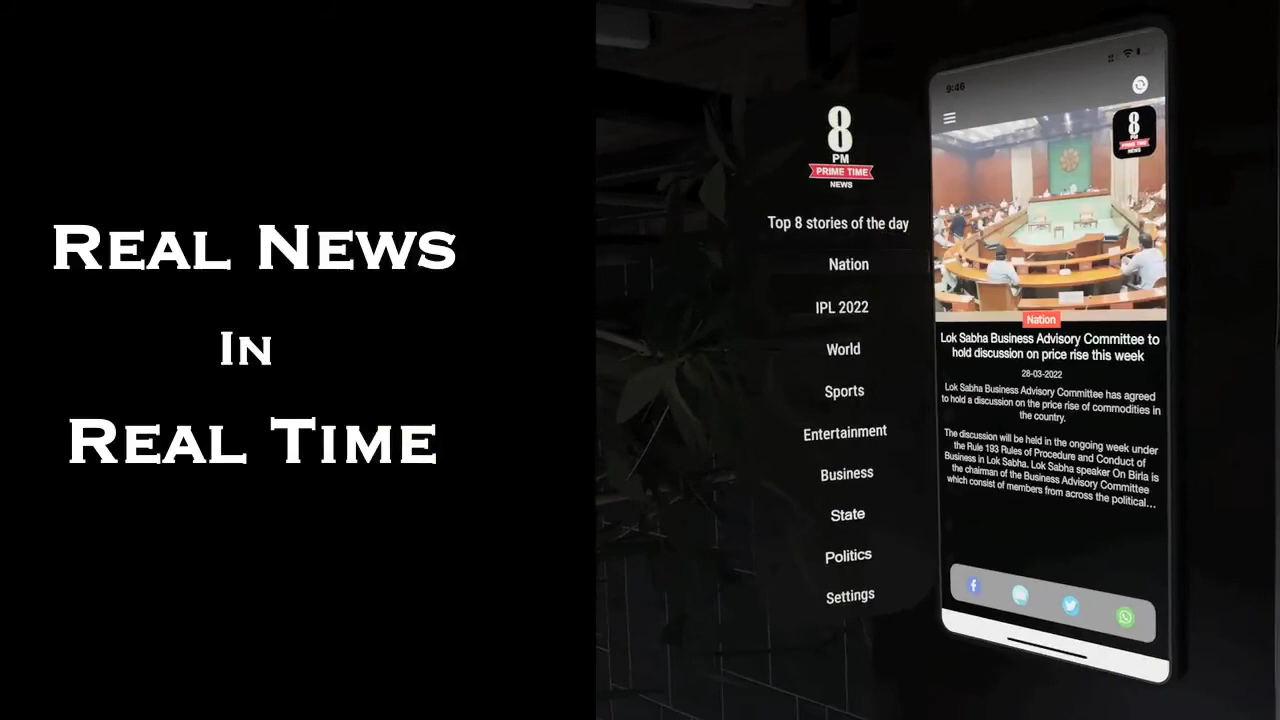 Real News
In
Real Time
8
PM
PRIME TIME
NEWS
Top 8 stories of the day
Nation
IPL 2022
World
Sports
Entertainment
Business
State
Politics
Settings
9:46
8
PM
PRIME TIME
NEWS
Nation
Lok Sabha Business Advisory Committee to
hold discussion on price rise this week
28-03-2022
Lok Sabha Business Advisory Committee has agreed
to hold a discussion on the price rise of commodities in
the country.
The discussion will be held in the ongoing week under
the Rule 193 Rules of Procedure and Conduct of
Business in Lok Sabha. Lok Sabha speaker On Birla is
the chairman of the Business Advisory Committee
which consist of members from across the political...